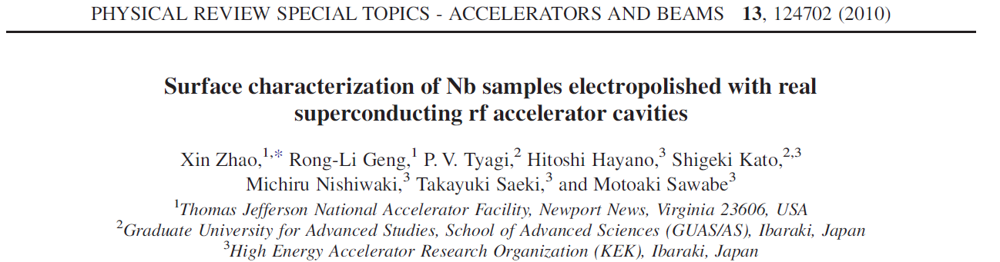 PHYSICAL REVIEW SPECIAL TOPICS - ACCELERATORS AND BEAMS 13, 124702 (2010)
Surface characterization of Nb samples electropolished with real
superconducting rf accelerator cavities
Xin Zhao,1,* Rong-Li Geng,1 P. V. Tyagi,2 Hitoshi Hayano,3 Shigeki Kato,2,3
Michiru Nishiwaki,3 Takayuki Saeki,3 and Motoaki Sawabe3
1Thomas Jefferson National Accelerator Facility, Newport News, Virginia 23606, USA
2Graduate University for Advanced Studies, School of Advanced Sciences (GUAS/AS), Ibaraki, Japan
3High Energy Accelerator Research Organization (KEK), Ibaraki, Japan